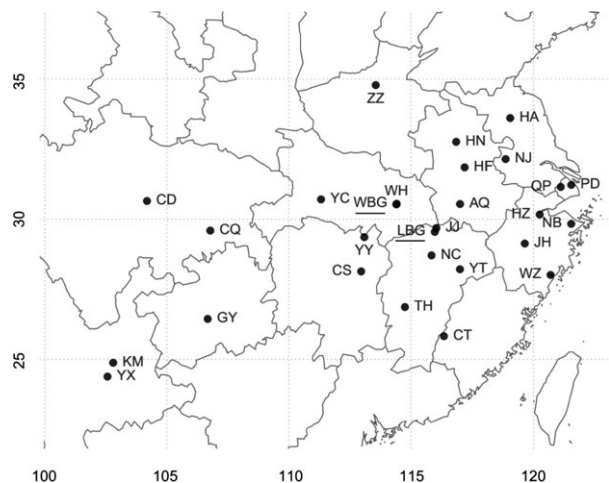 35
ZZ
HA
HN
NJ
HF
QP
PD
CD
YC
WBG
WH
AQ
30
HZ
NB
CQ
YY
LBG
JJ
JH
CS
NC
YT
WZ
GY
TH
CT
25
KM
YX
100 105 110 115 120